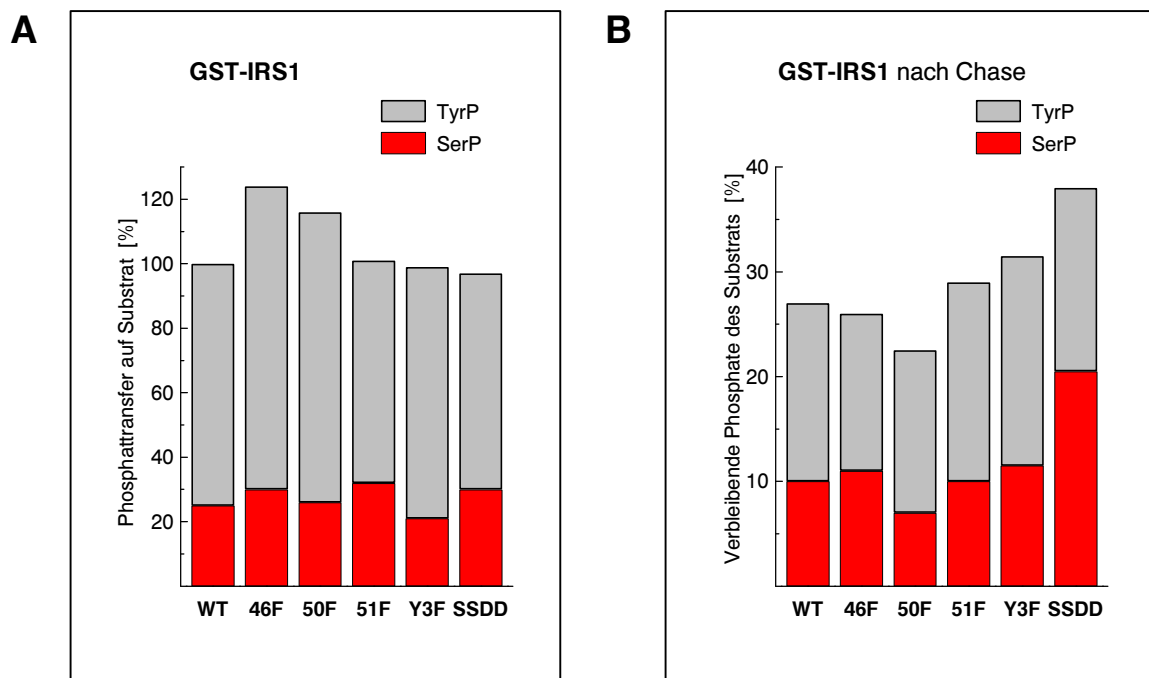 A
GST-IRS1
TyrP
SerP
Phosphattransfer auf Substrat [%]
120
100
80
60
40
20
WT 46F 50F 51F Y3F SSDD
B
GST-IRS1 nach Chase
TyrP
SerP
Verbleibende Phosphate des Substrats [%]
40
30
20
10
WT 46F 50F 51F Y3F SSDD